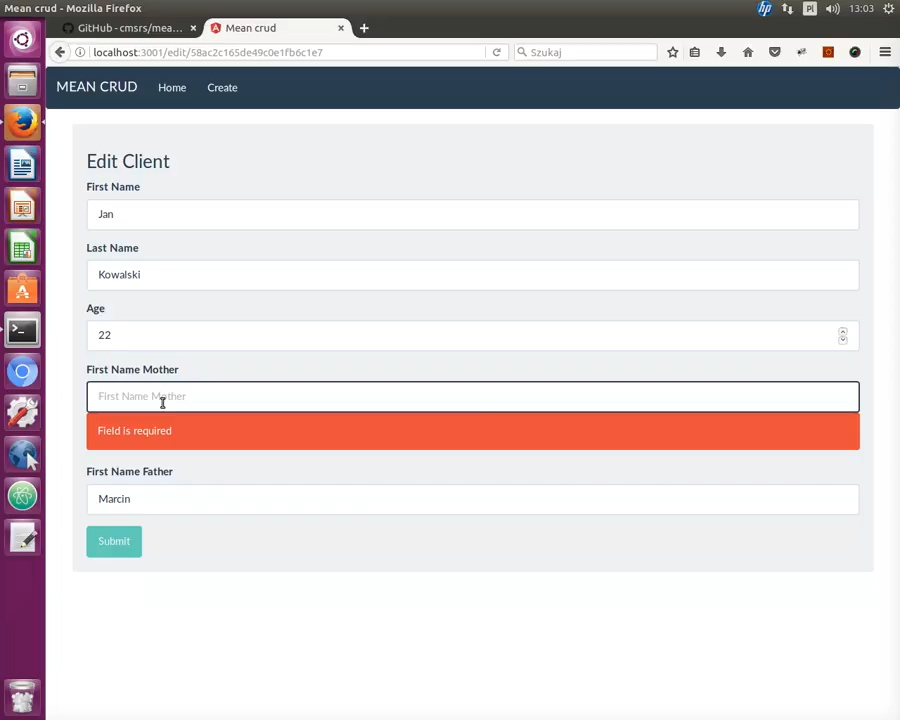 Mean crud - Mozilla Firefox
hp
Pl
13:03
GitHub - cmsrs/mea...
Mean crud
localhost:3001/edit/58ac2c165de49c0e1fb6c1e7
Szukaj
MEAN CRUD
Home
Create
Edit Client
First Name
Jan
Last Name
Kowalski
Age
22
First Name Mother
First Name Mother
Field is required
First Name Father
Marcin
Submit